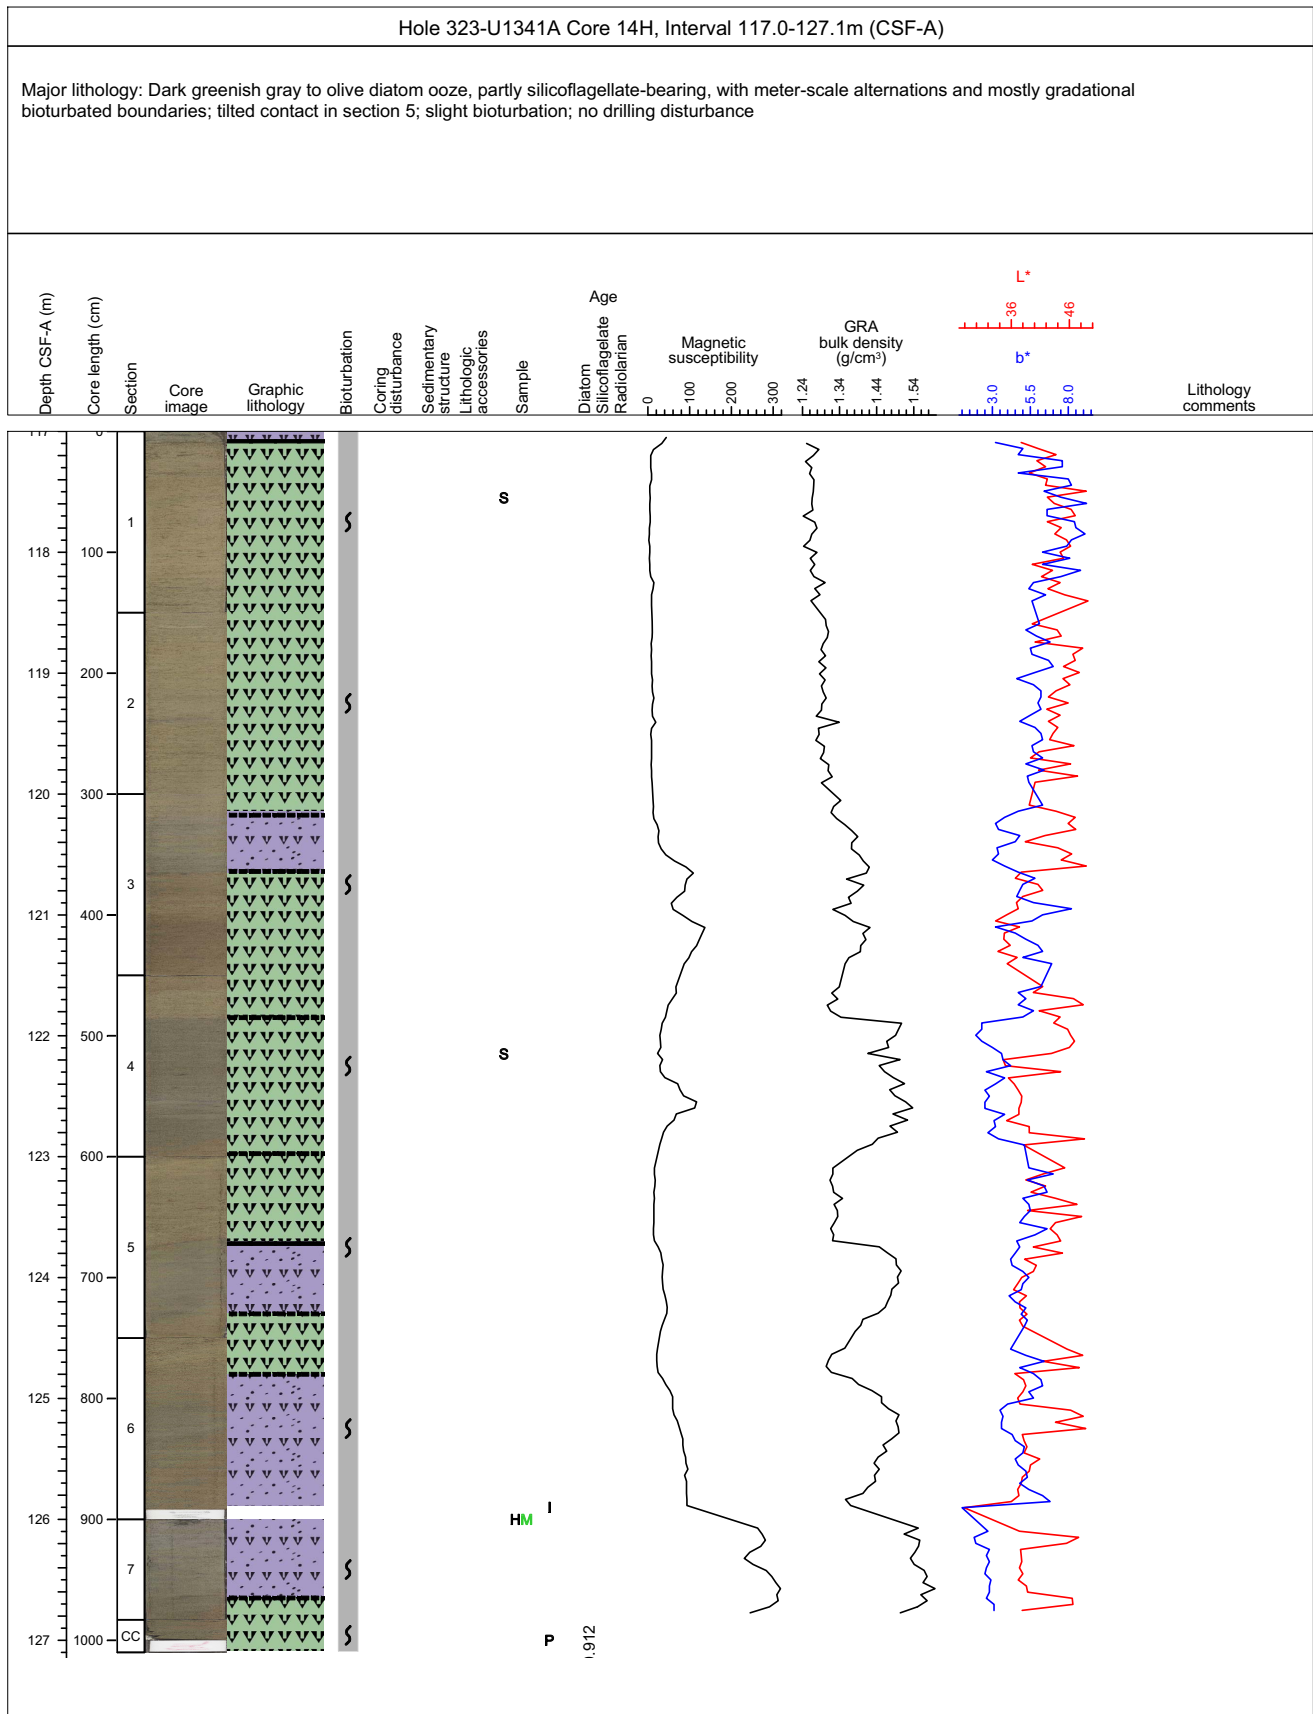 Hole 323-U1341A Core 14H, Interval 117.0-127.1m (CSF-A)
Major lithology: Dark greenish gray to olive diatom ooze, partly silicoflagellate-bearing, with meter-scale alternations and mostly gradational
bioturbated boundaries; tilted contact in section 5; slight bioturbation; no drilling disturbance
Depth CSF-A (m)
Core length (cm)
Section
Core
image
Graphic
lithology
Bioturbation
Coring
disturbance
Sedimentary
structure
Lithologic
accessories
Sample
Age
Diatom
Silicoflagelate
Radiolarian
Magnetic
susceptibility
0 100 200 300
GRA
bulk density
(g/cm³)
1.24 1.34 1.44 1.54
L*
36 46
b*
3.0 5.5 8.0
Lithology
comments
117 0
S
1
118 100
119 200
2
120 300
3
121 400
122 500
S
4
123 600
5
124 700
125 800
6
I
126 900 HM
7
127 1000 CC P .912